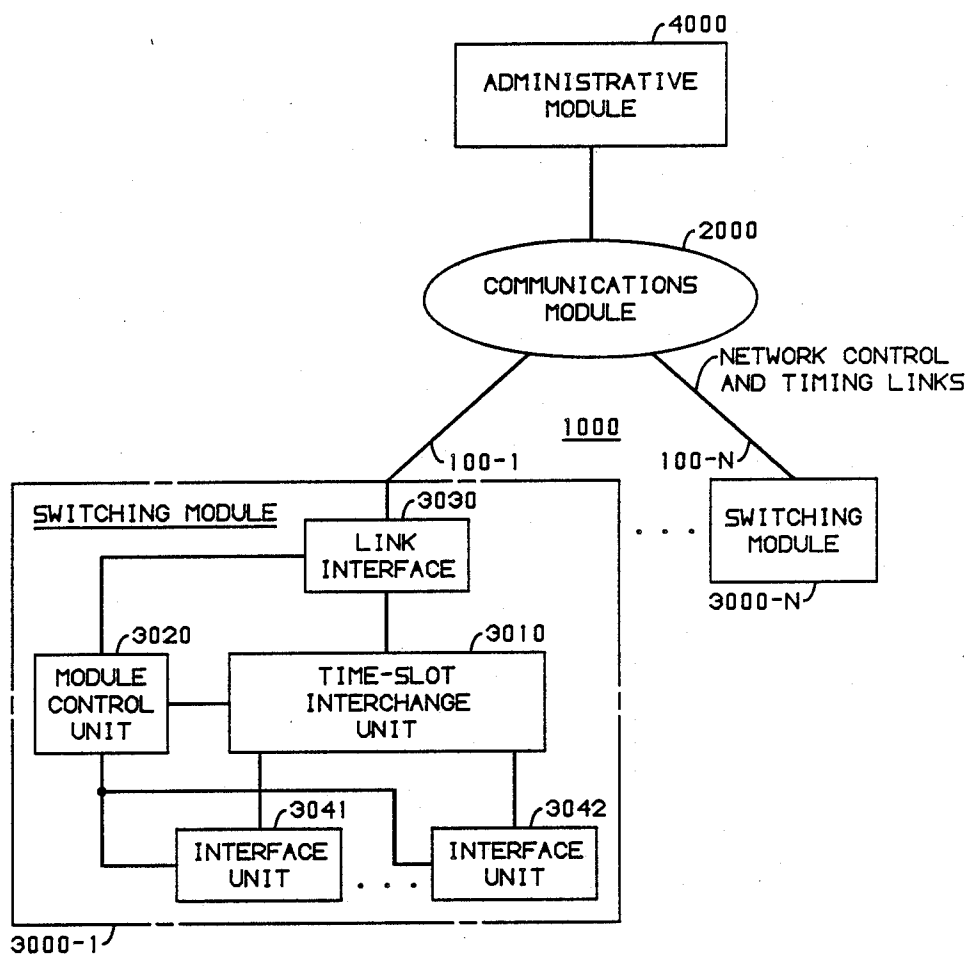 4000
ADMINISTRATIVE
MODULE
2000
COMMUNICATIONS
MODULE
NETWORK CONTROL
AND TIMING LINKS
1000
100-1
100-N
SWITCHING MODULE
3030
LINK
INTERFACE
SWITCHING
MODULE
3000-N
3020
3010
MODULE
CONTROL
UNIT
TIME-SLOT
INTERCHANGE
UNIT
3041
3042
INTERFACE
UNIT
. . .
INTERFACE
UNIT
3000-1